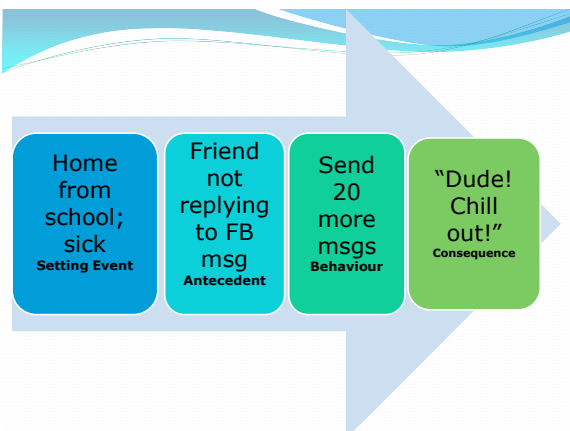 Home
from
school;
sick
Setting Event
Friend
not
replying
to FB
msg
Antecedent
Send
20
more
msgs
Behaviour
“Dude!
Chill
out!”
Consequence